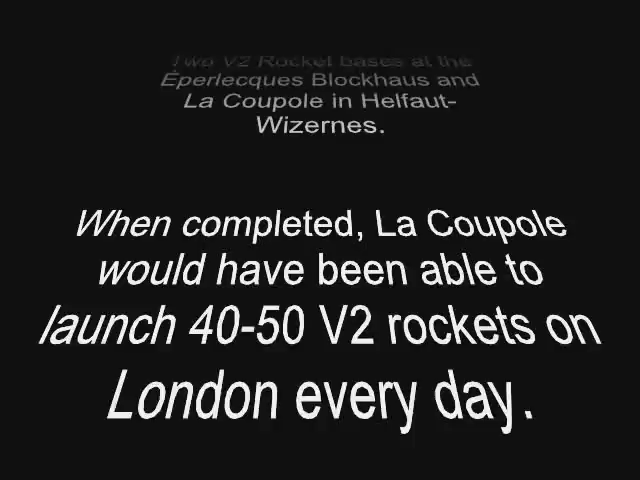 Two V2 Rocket bases at the
Éperlecques Blockhaus and
La Coupole in Helfaut-
Wizernes.
When completed, La Coupole
would have been able to
launch 40-50 V2 rockets on
London every day.